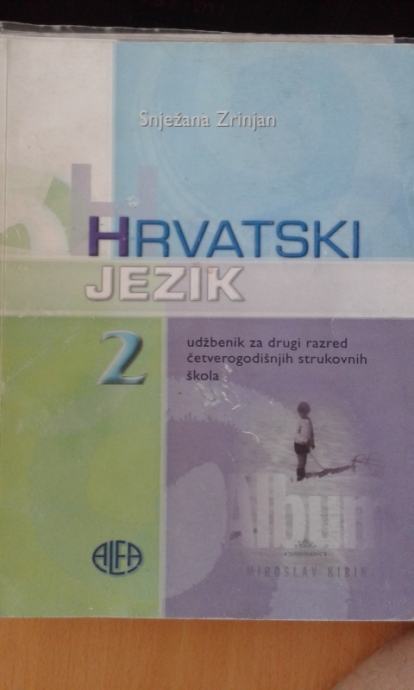 Snježana Zrinjan
HRVATSKI
JEZIK
2
udžbenik za drugi razred
četverogodišnjih strukovnih
škola
Album
MIROSLAV KIRIN
ALFA